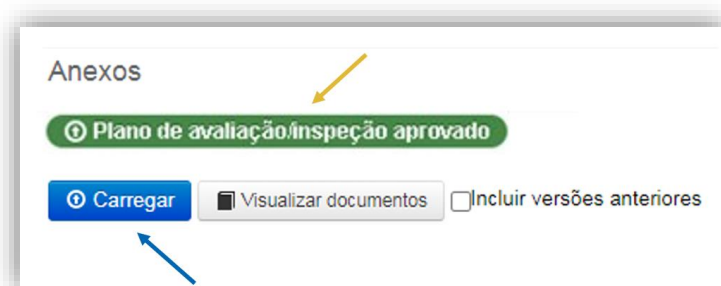 Anexos
Plano de avaliação/inspeção aprovado
Carregar Visualizar documentos Incluir versões anteriores